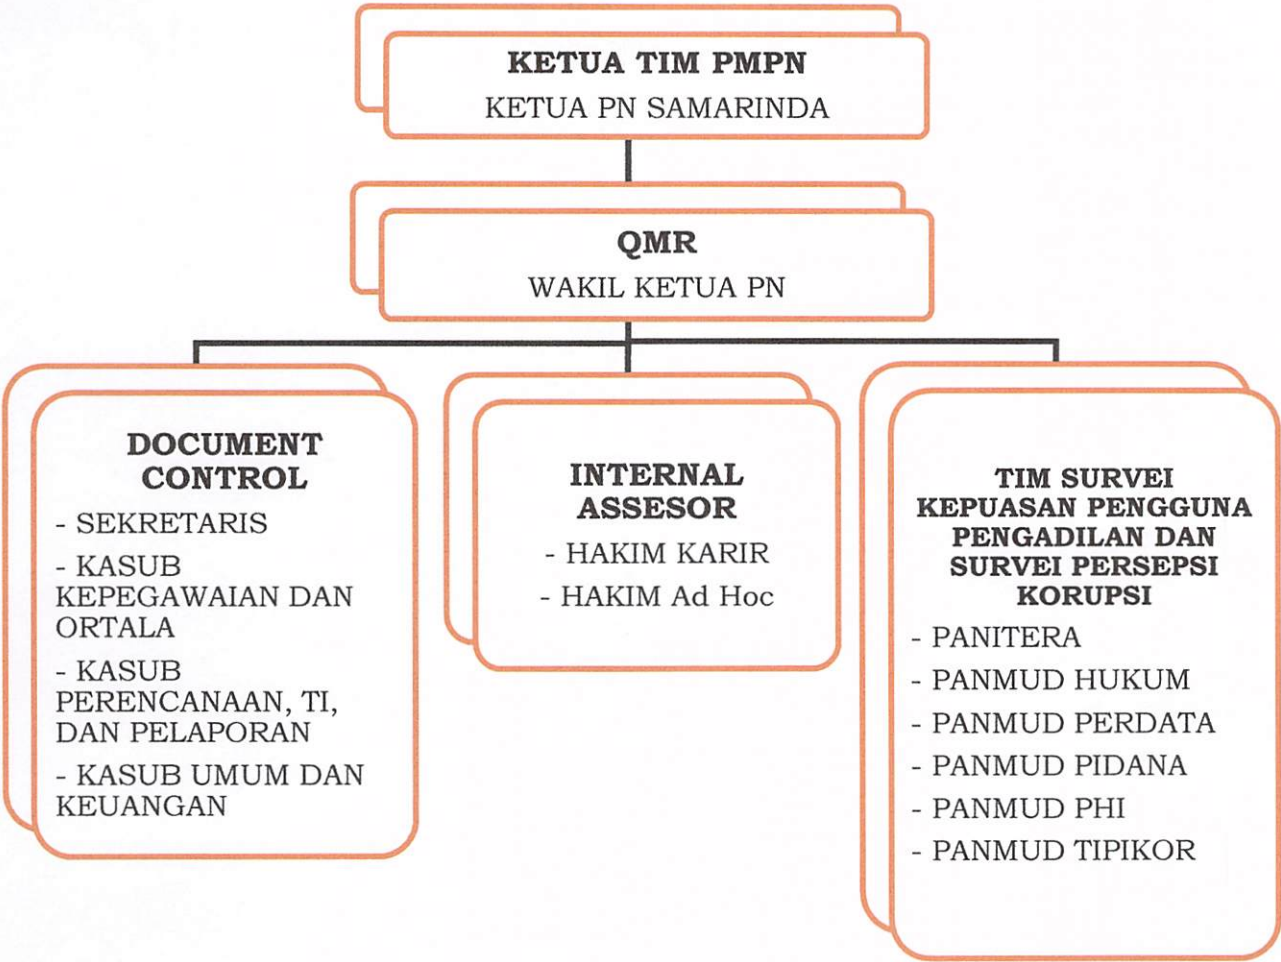 KETUA TIM PMPN
KETUA PN SAMARINDA
QMR
WAKIL KETUA PN
DOCUMENT
CONTROL
- SEKRETARIS
- KASUB
KEPEGAWAIAN DAN
ORTALA
- KASUB
PERENCANAAN, TI,
DAN PELAPORAN
- KASUB UMUM DAN
KEUANGAN
INTERNAL
ASSESOR
- HAKIM KARIR
- HAKIM Ad Hoc
TIM SURVEI
KEPUASAN PENGGUNA
PENGADILAN DAN
SURVEI PERSEPSI
KORUPSI
- PANITERA
- PANMUD HUKUM
- PANMUD PERDATA
- PANMUD PIDANA
- PANMUD PHI
- PANMUD TIPIKOR